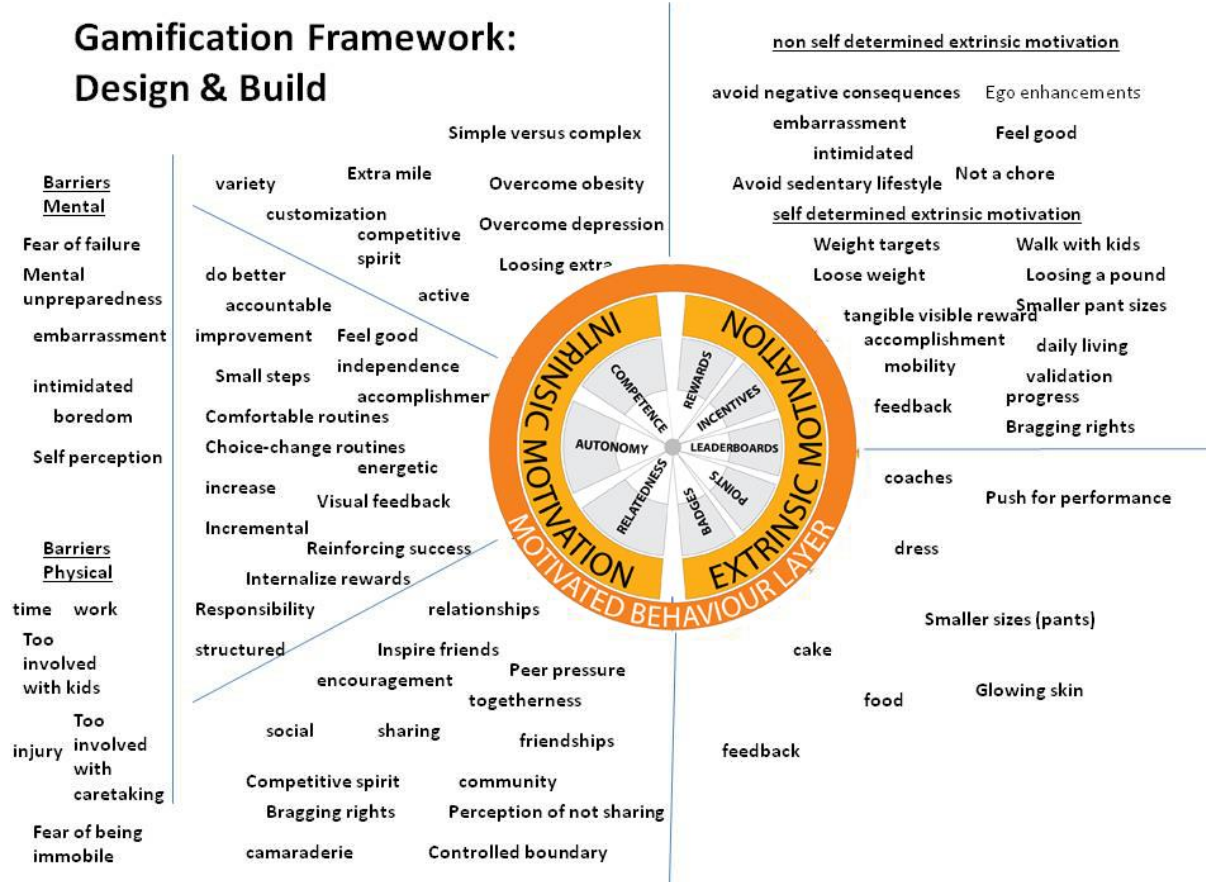 Gamification Framework:
Design & Build
Barriers
Mental
Fear of failure
Mental
unpreparedness
embarrassment
intimidated
boredom
Self perception
Barriers
Physical
time work
Too
involved
with kids
injury
Too
involved
with
caretaking
Fear of being
immobile
Simple versus complex
variety
Extra mile
Overcome obesity
customization
competitive
spirit
Overcome depression
Loosing extra
do better
active
accountable
improvement
Feel good
independence
Small steps
accomplishmen
Comfortable routines
Choice-change routines
energetic
increase
Visual feedback
Incremental
Reinforcing success
Internalize rewards
Responsibility
relationships
structured
Inspire friends
Peer pressure
encouragement
togetherness
social
sharing
friendships
Competitive spirit
community
Bragging rights
Perception of not sharing
camaraderie
Controlled boundary
INTRINSIC MOTIVATION
EXTRINSIC MOTIVATION
MOTIVATED BEHAVIOUR LAYER
COMPETENCE
AUTONOMY
RELATEDNESS
REWARDS
INCENTIVES
LEADERBOARDS
POINTS
BADGES
non self determined extrinsic motivation
avoid negative consequences
Ego enhancements
embarrassment
Feel good
intimidated
Not a chore
Avoid sedentary lifestyle
self determined extrinsic motivation
Weight targets
Walk with kids
Loose weight
Loosing a pound
Smaller pant sizes
tangible visible reward
accomplishment
daily living
mobility
validation
progress
feedback
Bragging rights
coaches
Push for performance
dress
Smaller sizes (pants)
cake
Glowing skin
food
feedback